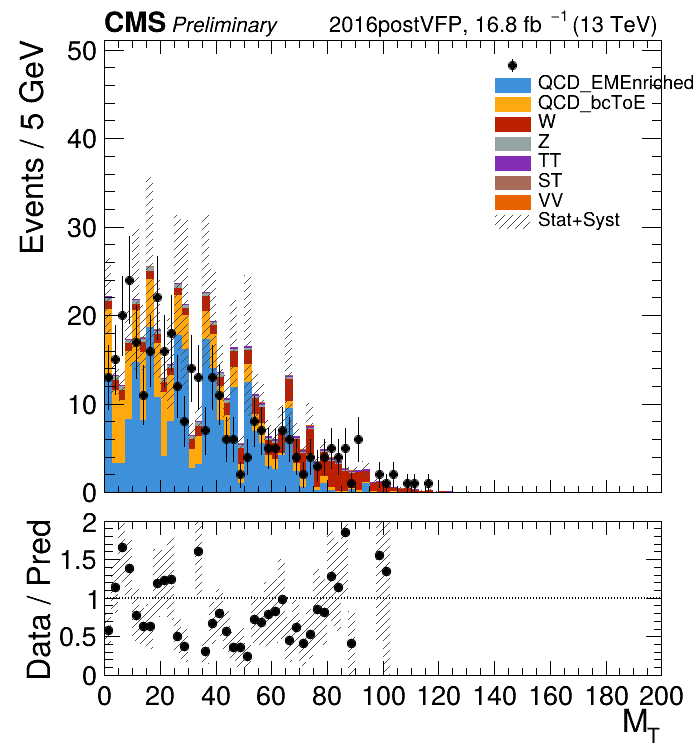 CMS Preliminary 2016postVFP, 16.8 fb ⁻¹ (13 TeV)
Events / 5 GeV
50
40
30
20
10
0
QCD_EMEnriched
QCD_bcToE
W
Z
TT
ST
VV
Stat+Syst
Data / Pred
2
1.5
1
0.5
0
0 20 40 60 80 100 120 140 160 180 200
M_T